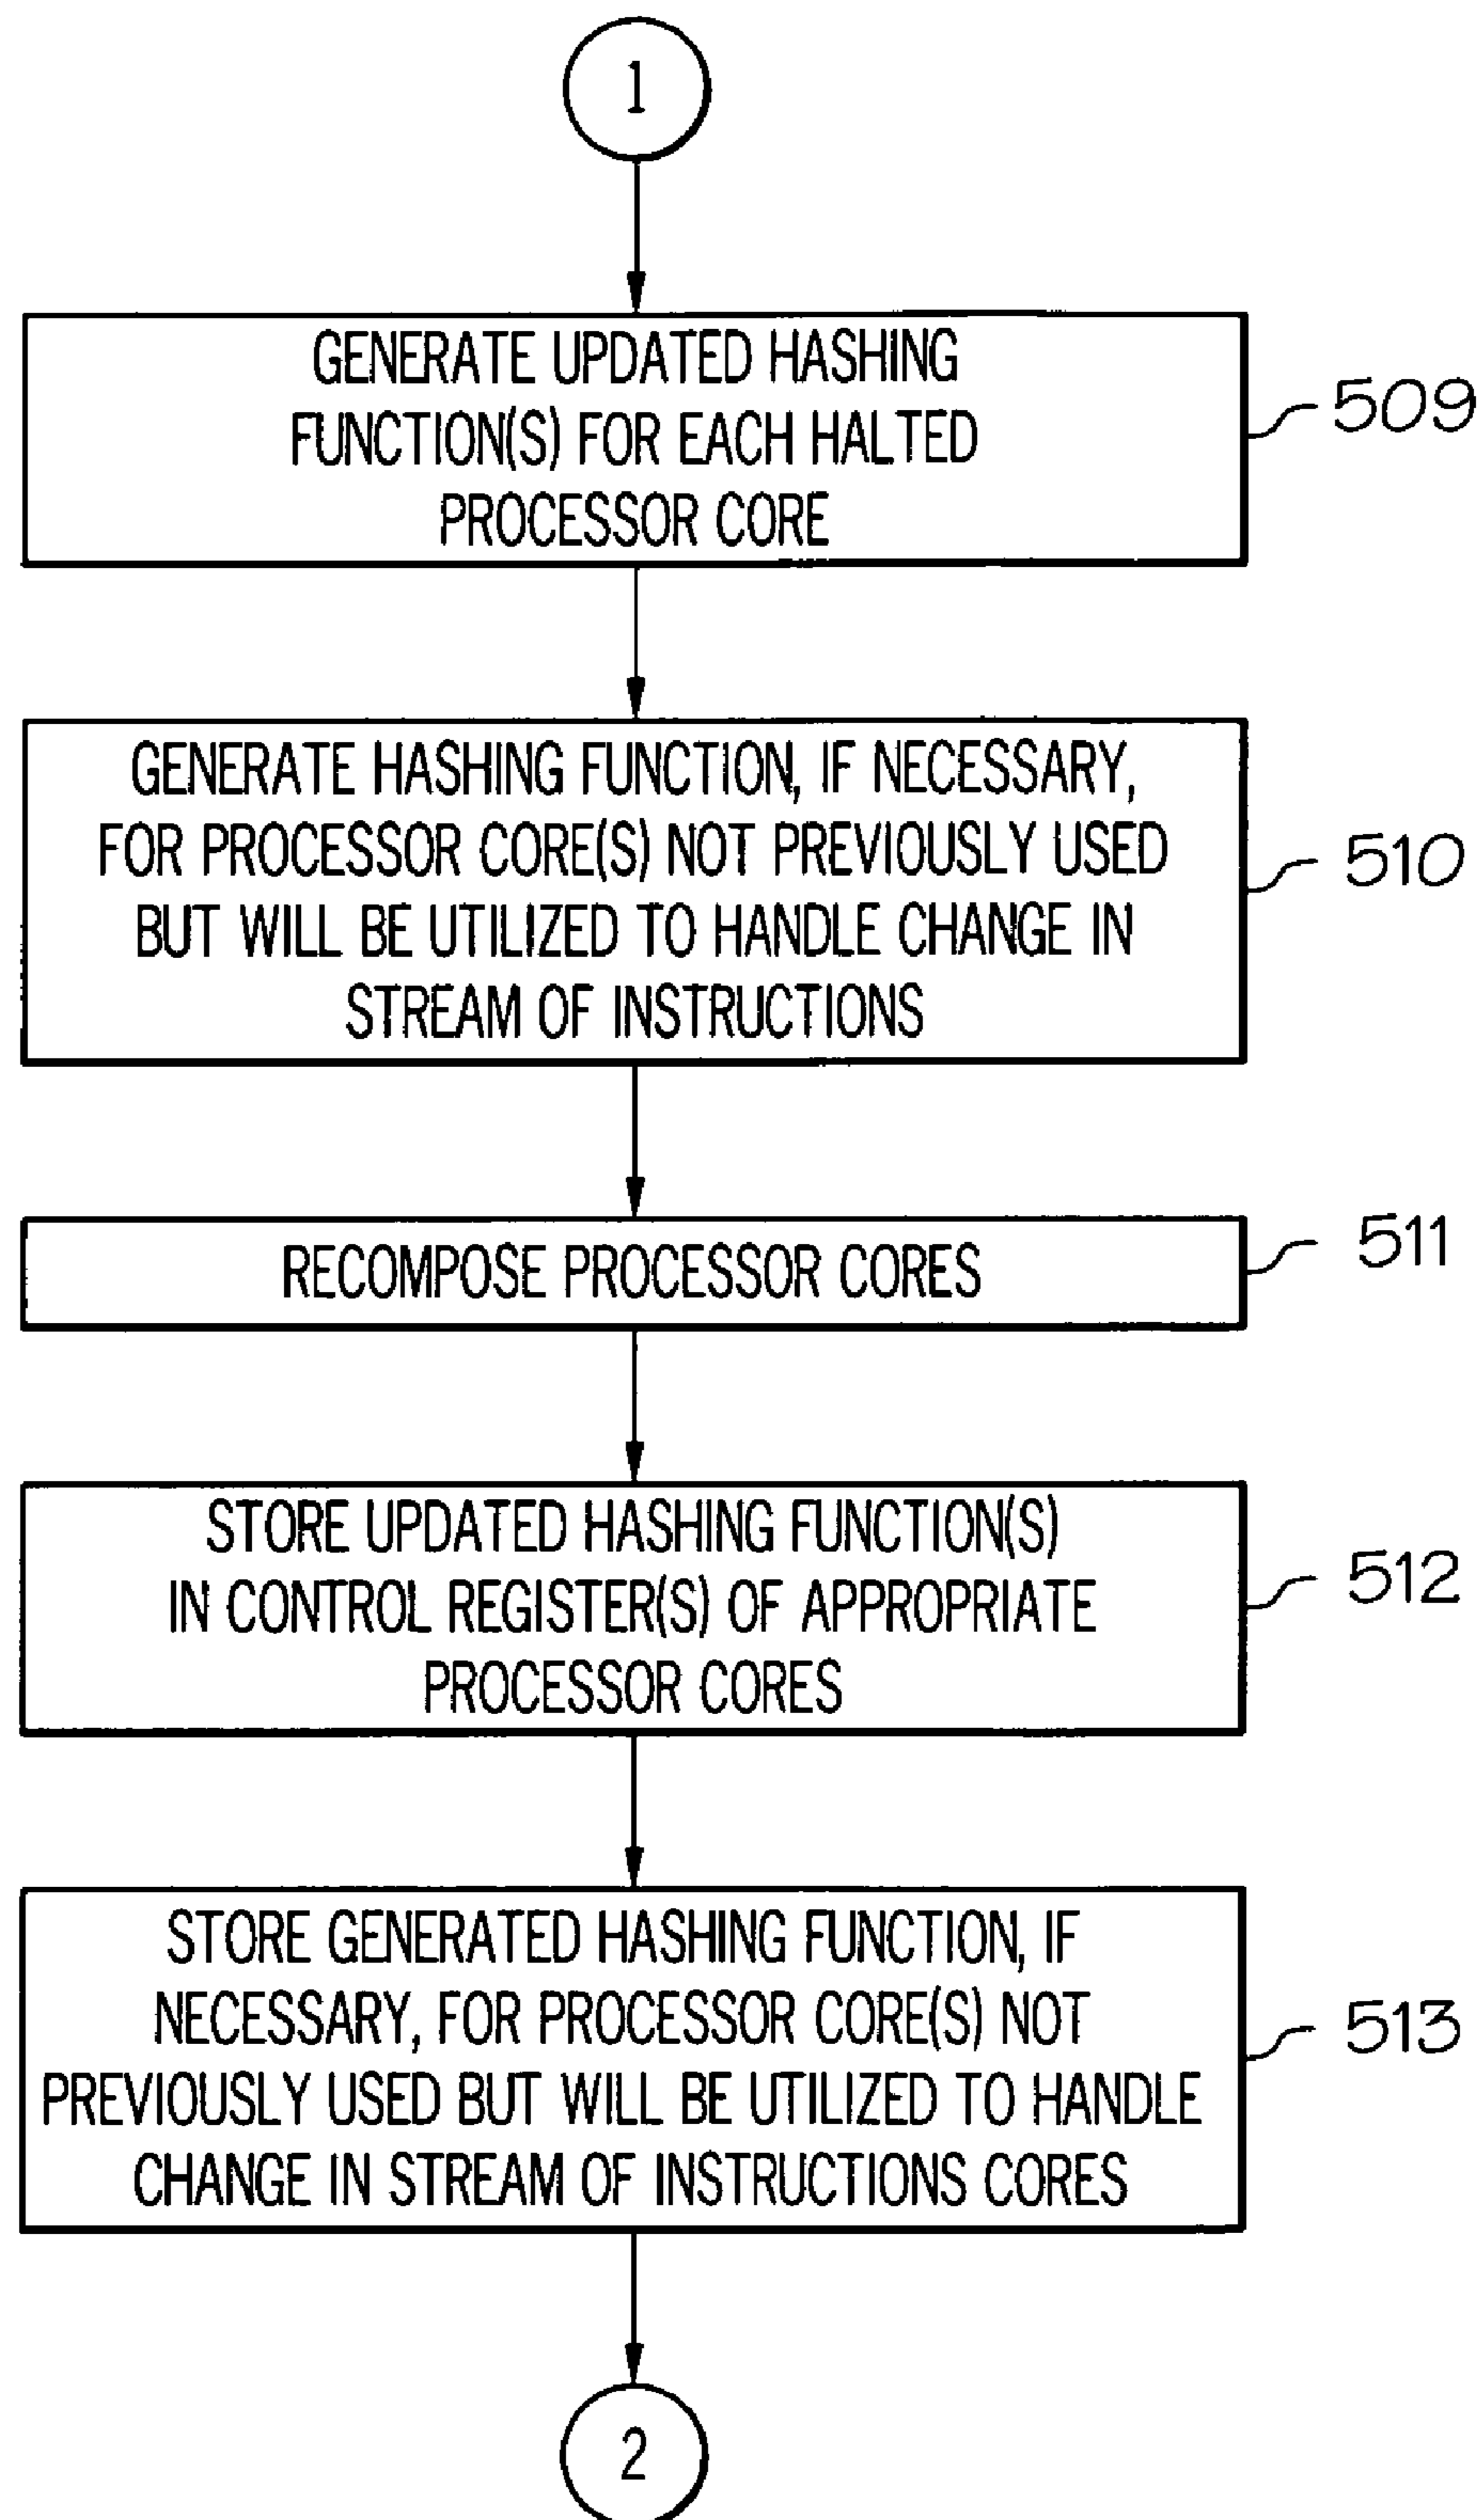 1
GENERATE UPDATED HASHING
FUNCTION(S) FOR EACH HALTED
PROCESSOR CORE
509
GENERATE HASHING FUNCTION, IF NECESSARY,
FOR PROCESSOR CORE(S) NOT PREVIOUSLY USED
BUT WILL BE UTILIZED TO HANDLE CHANGE IN
STREAM OF INSTRUCTIONS
510
RECOMPOSE PROCESSOR CORES
511
STORE UPDATED HASHING FUNCTION(S)
IN CONTROL REGISTER(S) OF APPROPRIATE
PROCESSOR CORES
512
STORE GENERATED HASHING FUNCTION, IF
NECESSARY, FOR PROCESSOR CORE(S) NOT
PREVIOUSLY USED BUT WILL BE UTILIZED TO HANDLE
CHANGE IN STREAM OF INSTRUCTIONS CORES
513
2